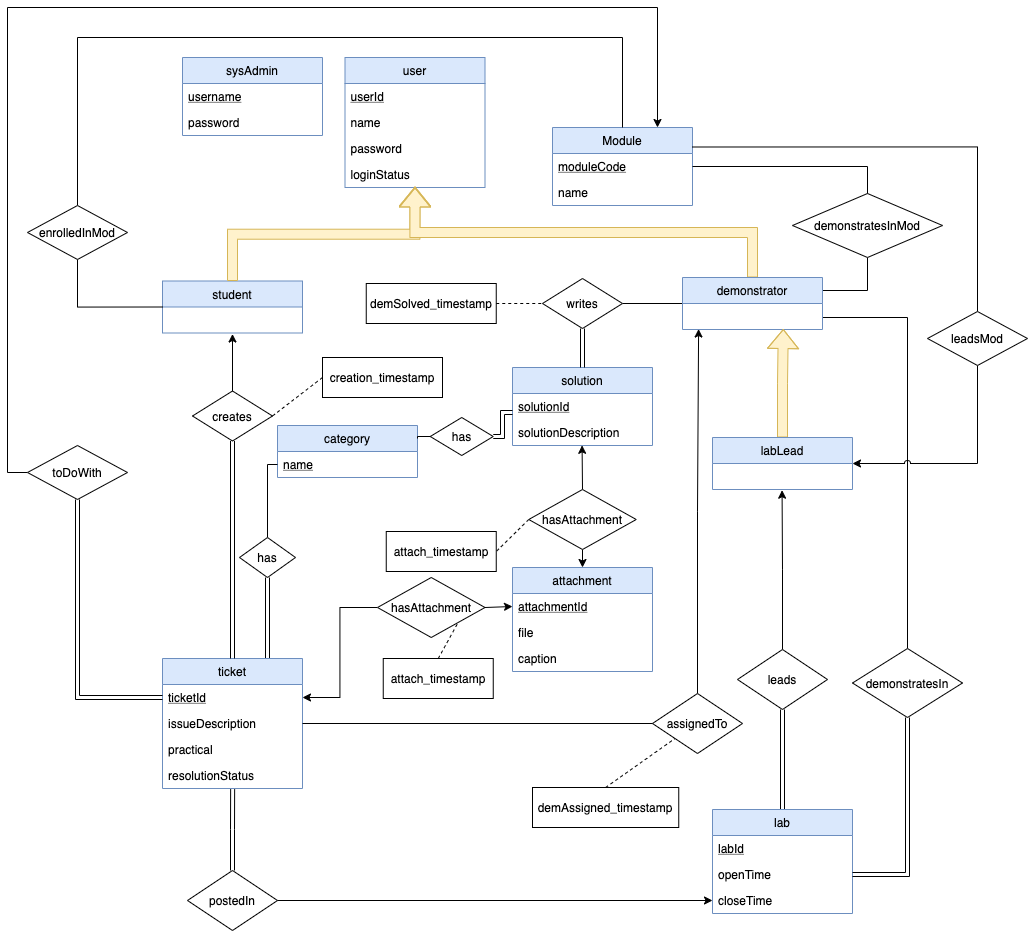 sysAdmin
username
password
user
userId
name
password
loginStatus
Module
moduleCode
name
enrolledInMod
demonstratesInMod
student
demSolved_timestamp
writes
demonstrator
leadsMod
creation_timestamp
creates
solution
solutionId
solutionDescription
category
name
has
labLead
toDoWith
hasAttachment
attach_timestamp
has
attachment
attachmentId
file
caption
hasAttachment
attach_timestamp
ticket
ticketId
issueDescription
practical
resolutionStatus
leads
demonstratesIn
assignedTo
demAssigned_timestamp
lab
labId
openTime
closeTime
postedIn